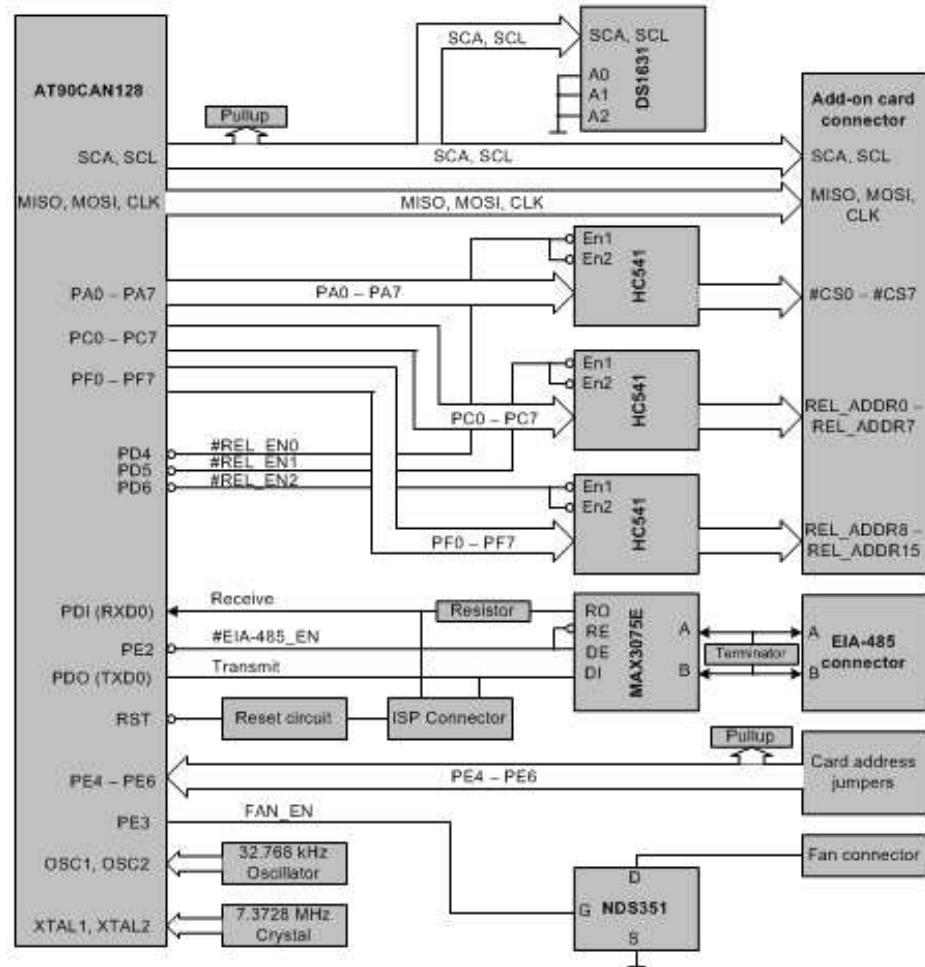 AT90CAN128
SCA, SCL
MISO, MOSI, CLK
PA0 – PA7
PC0 – PC7
PF0 – PF7
PD4
PD5
PD6
PDI (RXD0)
PE2
PDO (TXD0)
RST
PE4 – PE6
PE3
OSC1, OSC2
XTAL1, XTAL2
Pullup
SCA, SCL
SCA, SCL
MISO, MOSI, CLK
PA0 – PA7
PC0 – PC7
#REL_EN0
#REL_EN1
#REL_EN2
PF0 – PF7
Receive
#EIA-485_EN
Transmit
Resistor
Reset circuit
ISP Connector
Pullup
PE4 – PE6
FAN_EN
32.768 kHz
Oscillator
7.3728 MHz
Crystal
SCA, SCL
A0
A1
A2
DS1631
En1
En2
HC541
En1
En2
HC541
En1
En2
HC541
RO
RE
DE
DI
MAX3075E
A
B
Terminator
D
G
NDS351
S
Add-on card
connector
SCA, SCL
MISO, MOSI,
CLK
#CS0 – #CS7
REL_ADDR0 –
REL_ADDR7
REL_ADDR8 –
REL_ADDR15
A
EIA-485
connector
B
Card address
jumpers
Fan connector